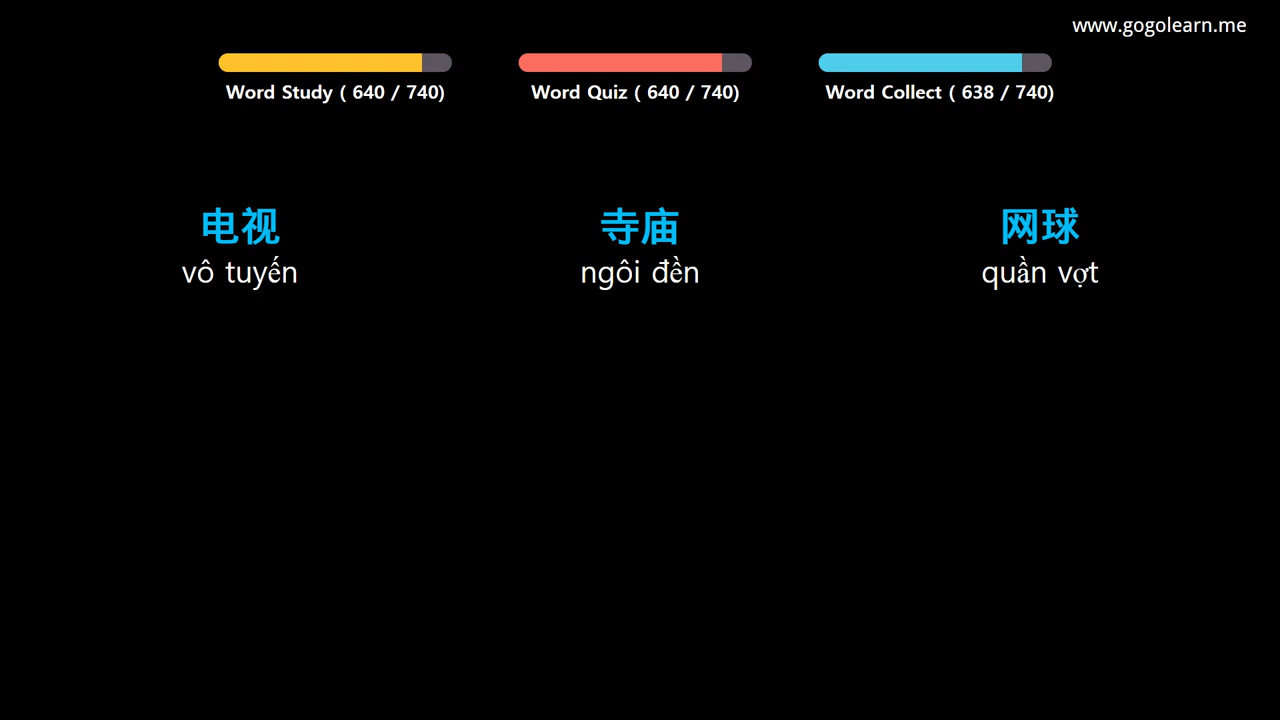 www.gogolearn.me
Word Study ( 640 / 740)
Word Quiz ( 640 / 740)
Word Collect ( 638 / 740)
电视
寺庙
网球
vô tuyến
ngôi đền
quần vợt